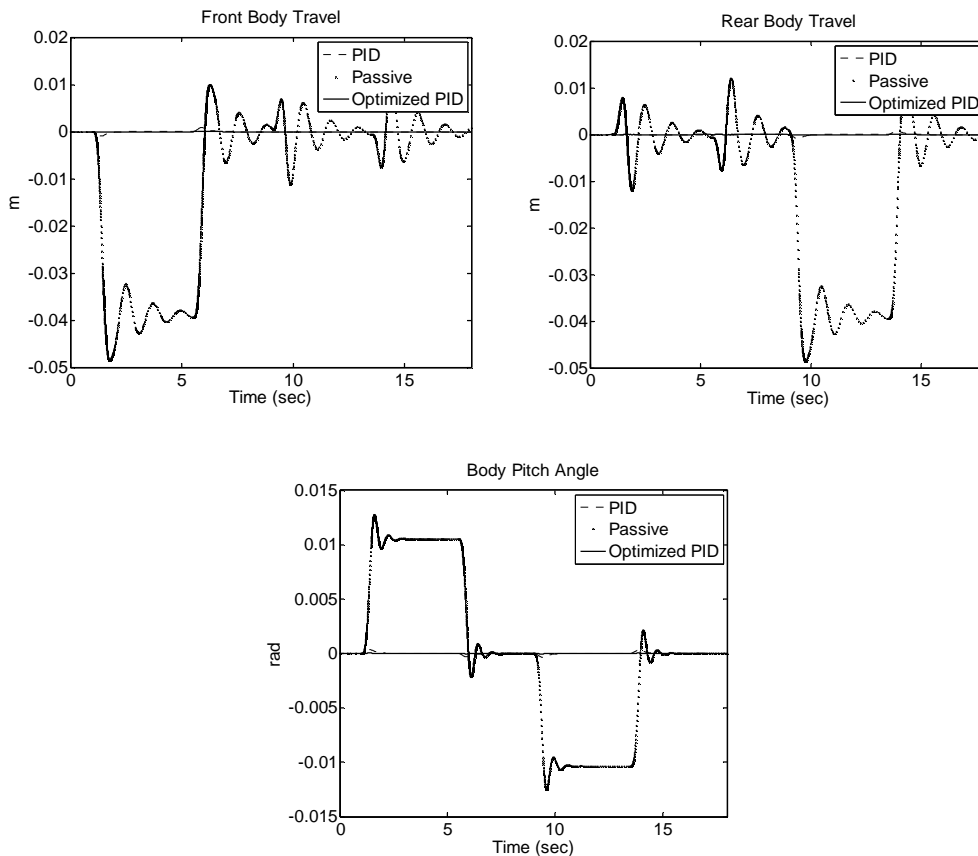 Front Body Travel
0.02
0.01
0
-0.01
-0.02
-0.03
-0.04
-0.05
m
0
5
10
15
Time (sec)
PID
Passive
Optimized PID
Rear Body Travel
0.02
0.01
0
-0.01
-0.02
-0.03
-0.04
-0.05
m
0
5
10
15
Time (sec)
PID
Passive
Optimized PID
Body Pitch Angle
0.015
0.01
0.005
0
-0.005
-0.01
-0.015
rad
0
5
10
15
Time (sec)
PID
Passive
Optimized PID